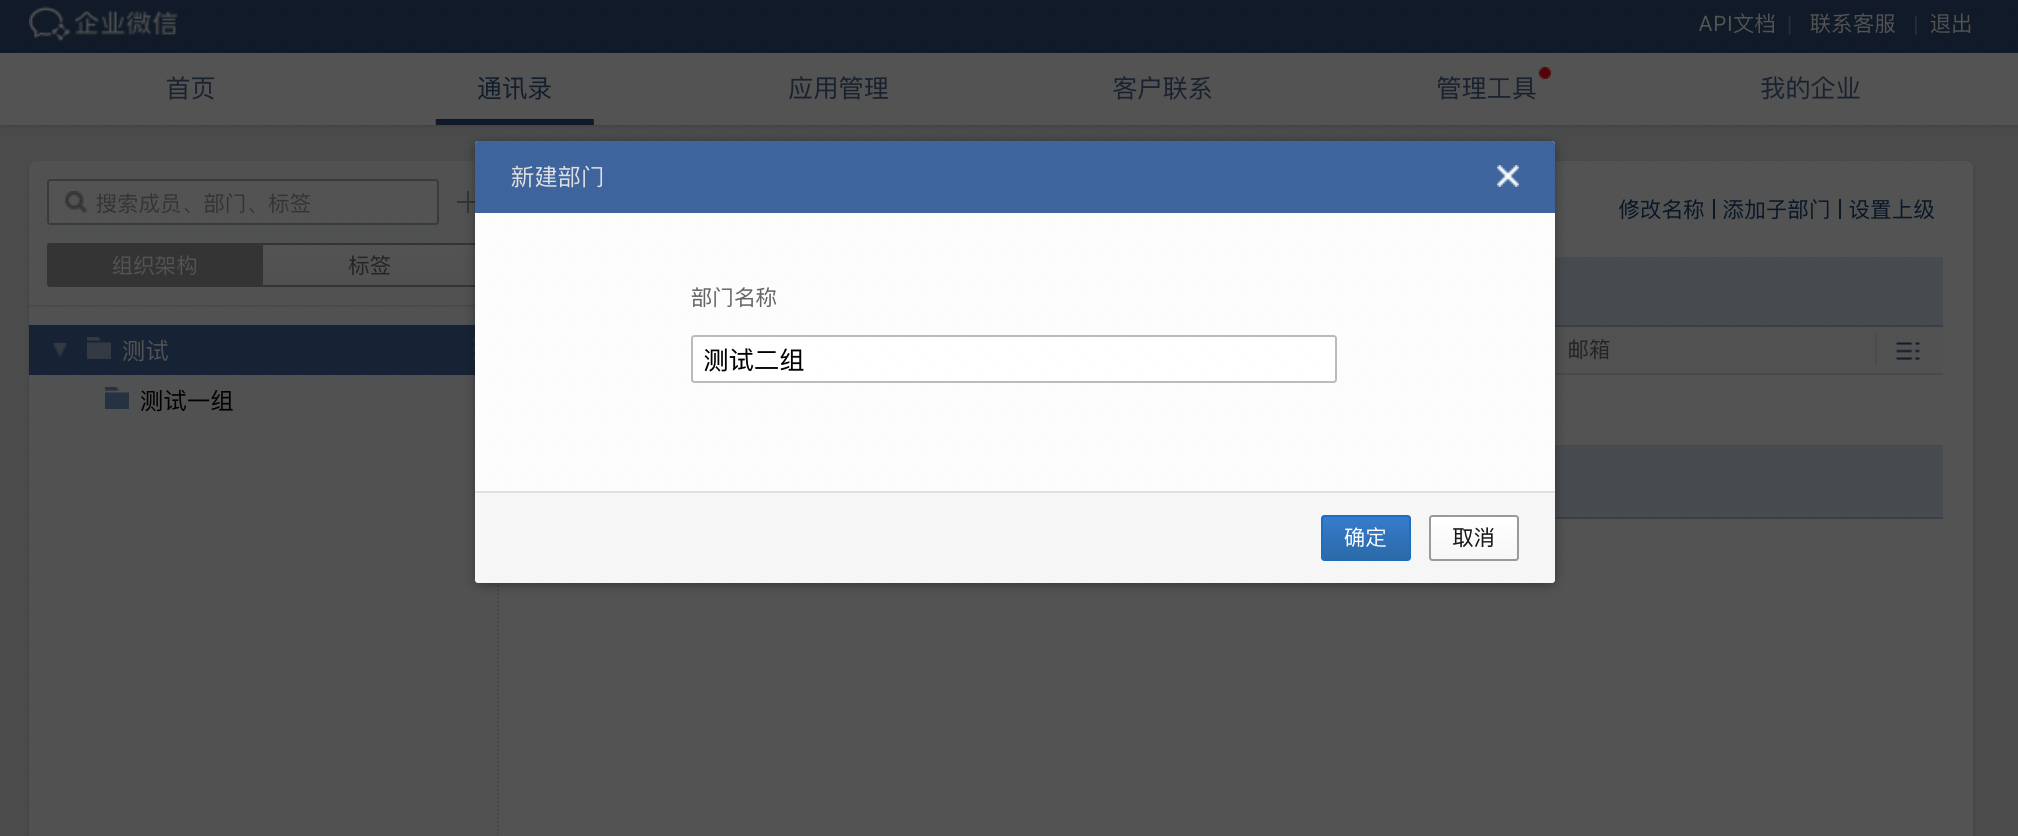 企业微信
API文档 | 联系客服 | 退出
首页 通讯录 应用管理 客户联系 管理工具 我的企业
新建部门
搜索成员、部门、标签
修改名称 | 添加子部门 | 设置上级
组织架构 标签
部门名称
测试二组
测试
邮箱
测试一组
确定 取消